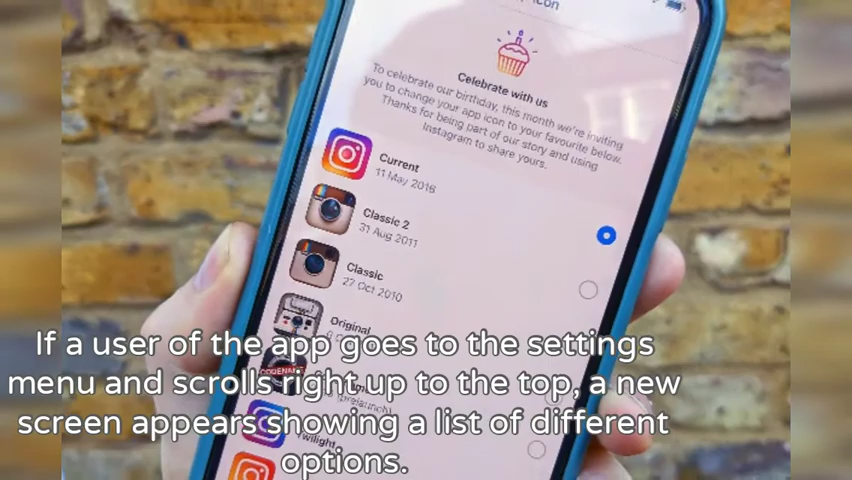 Icon
Celebrate with us
To celebrate our birthday, this month we're inviting
you to change your app icon to your favourite below.
Thanks for being part of our story and using
Instagram to share yours.
Current
11 May 2016
Classic 2
31 Aug 2011
Classic
27 Oct 2010
Original
(prelaunch)
Twilight
If a user of the app goes to the settings
menu and scrolls right up to the top, a new
screen appears showing a list of different
options.